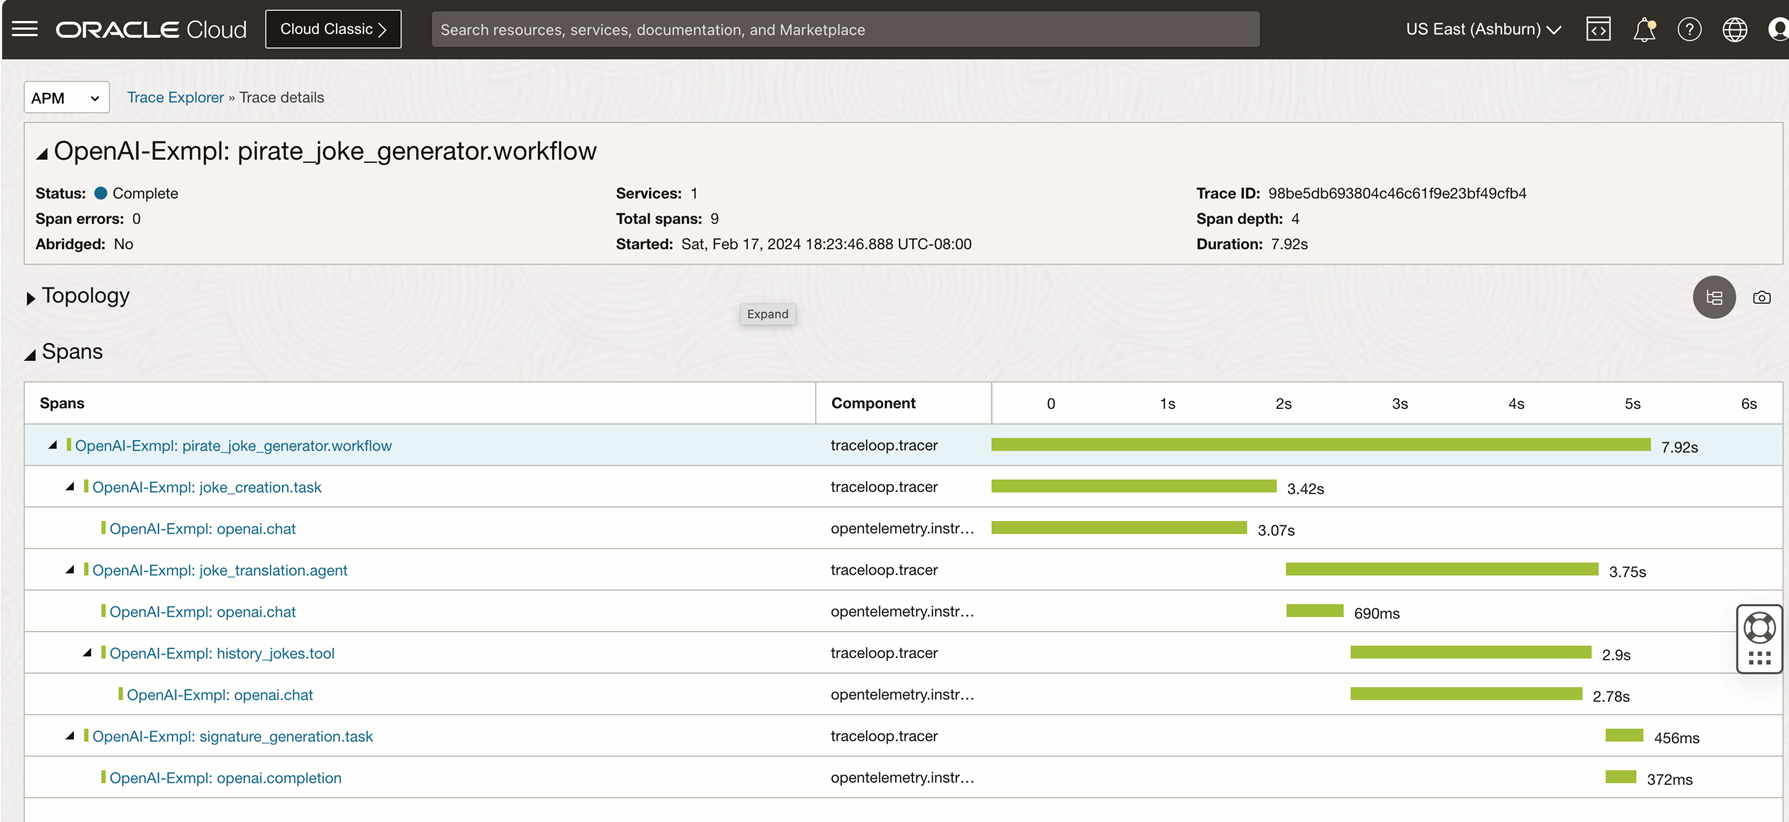 ORACLE Cloud
Cloud Classic
Search resources, services, documentation, and Marketplace
US East (Ashburn)
APM
Trace Explorer » Trace details
OpenAI-Exmpl: pirate_joke_generator.workflow
Status: Complete
Services: 1
Trace ID: 98be5db693804c46c61f9e23bf49cfb4
Span errors: 0
Total spans: 9
Span depth: 4
Abridged: No
Started: Sat, Feb 17, 2024 18:23:46.888 UTC-08:00
Duration: 7.92s
Topology
Expand
Spans
Spans Component 0 1s 2s 3s 4s 5s 6s
OpenAI-Exmpl: pirate_joke_generator.workflow traceloop.tracer 7.92s
OpenAI-Exmpl: joke_creation.task traceloop.tracer 3.42s
OpenAI-Exmpl: openai.chat opentelemetry.instr... 3.07s
OpenAI-Exmpl: joke_translation.agent traceloop.tracer 3.75s
OpenAI-Exmpl: openai.chat opentelemetry.instr... 690ms
OpenAI-Exmpl: history_jokes.tool traceloop.tracer 2.9s
OpenAI-Exmpl: openai.chat opentelemetry.instr... 2.78s
OpenAI-Exmpl: signature_generation.task traceloop.tracer 456ms
OpenAI-Exmpl: openai.completion opentelemetry.instr... 372ms